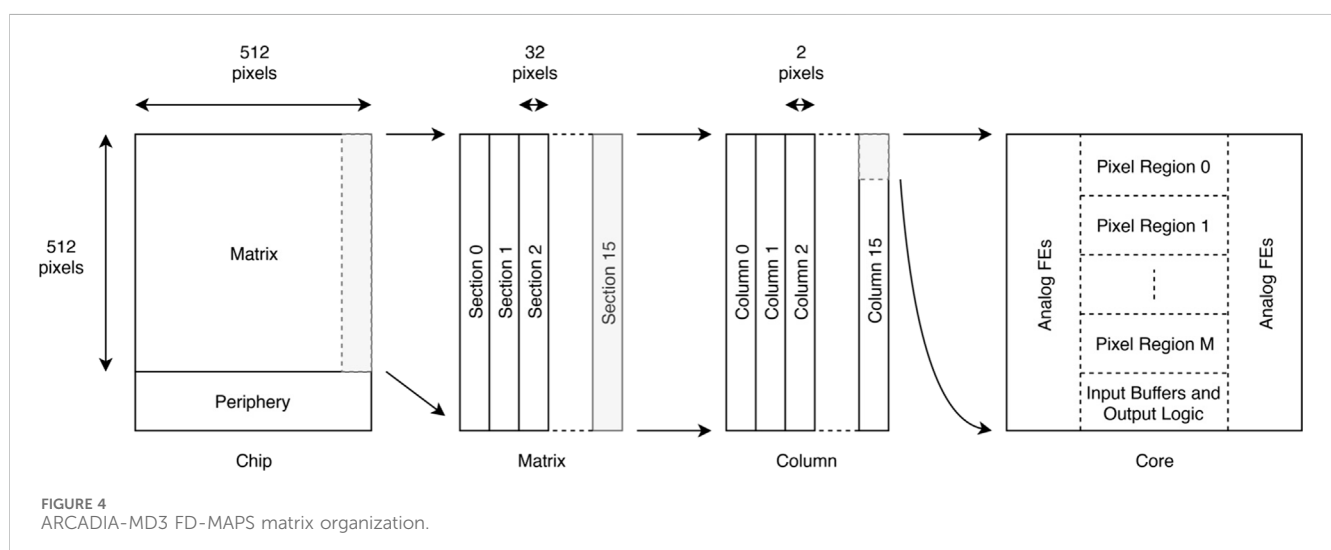 512
pixels
32
pixels
2
pixels
512
pixels
Matrix
Periphery
Chip
Section 0
Section 1
Section 2
Section 15
Matrix
Column 0
Column 1
Column 2
Column 15
Column
Analog FEs
Pixel Region 0
Pixel Region 1
Pixel Region M
Input Buffers and
Output Logic
Analog FEs
Core
FIGURE 4
ARCADIA-MD3 FD-MAPS matrix organization.